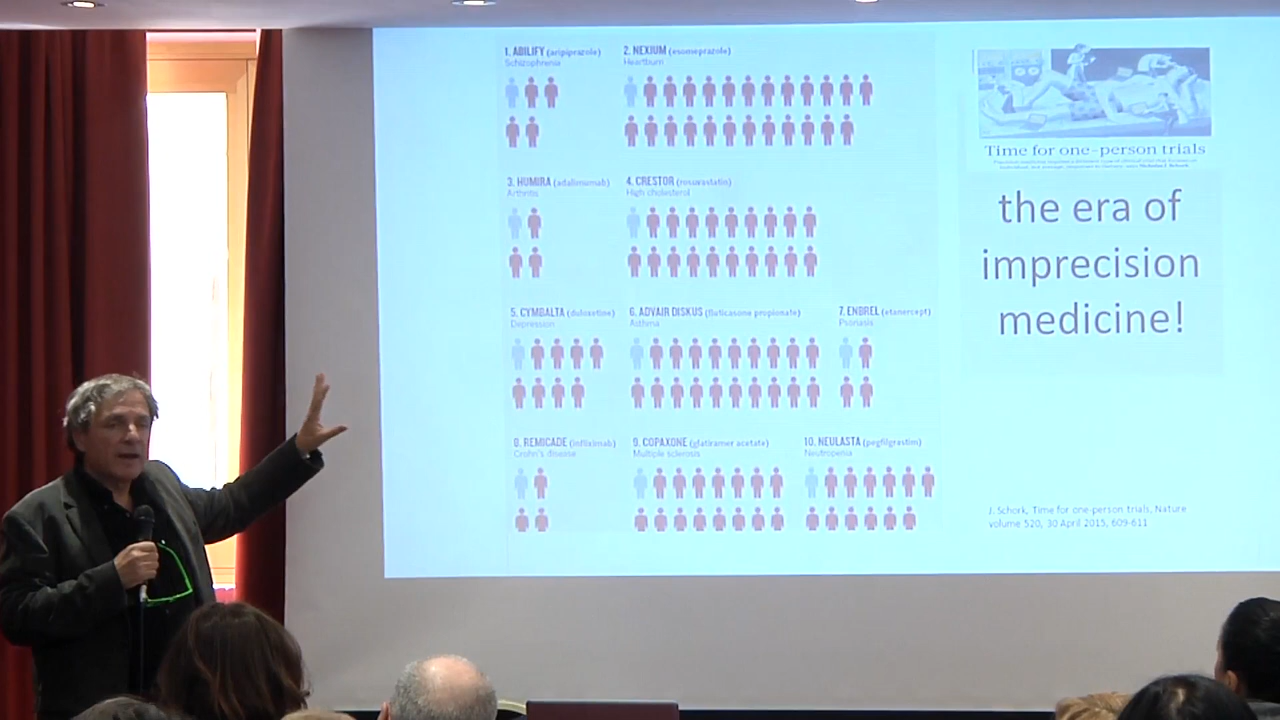 1. ABILIFY (aripiprazole)
Schizophrenia
2. NEXIUM (esomeprazole)
Heartburn
3. HUMIRA (adalimumab)
Arthritis
4. CRESTOR (rosuvastatin)
High cholesterol
5. CYMBALTA (duloxetine)
Depression
6. ADVAIR DISKUS (fluticasone propionate)
Asthma
7. ENBREL (etanercept)
Psoriasis
8. REMICADE (infliximab)
Crohn's disease
9. COPAXONE (glatiramer acetate)
Multiple sclerosis
10. NEULASTA (pegfilgrastim)
Neutropenia
Time for one-person trials
the era of
imprecision
medicine!
J. Schork, Time for one-person trials, Nature
volume 520, 30 April 2015, 609-611